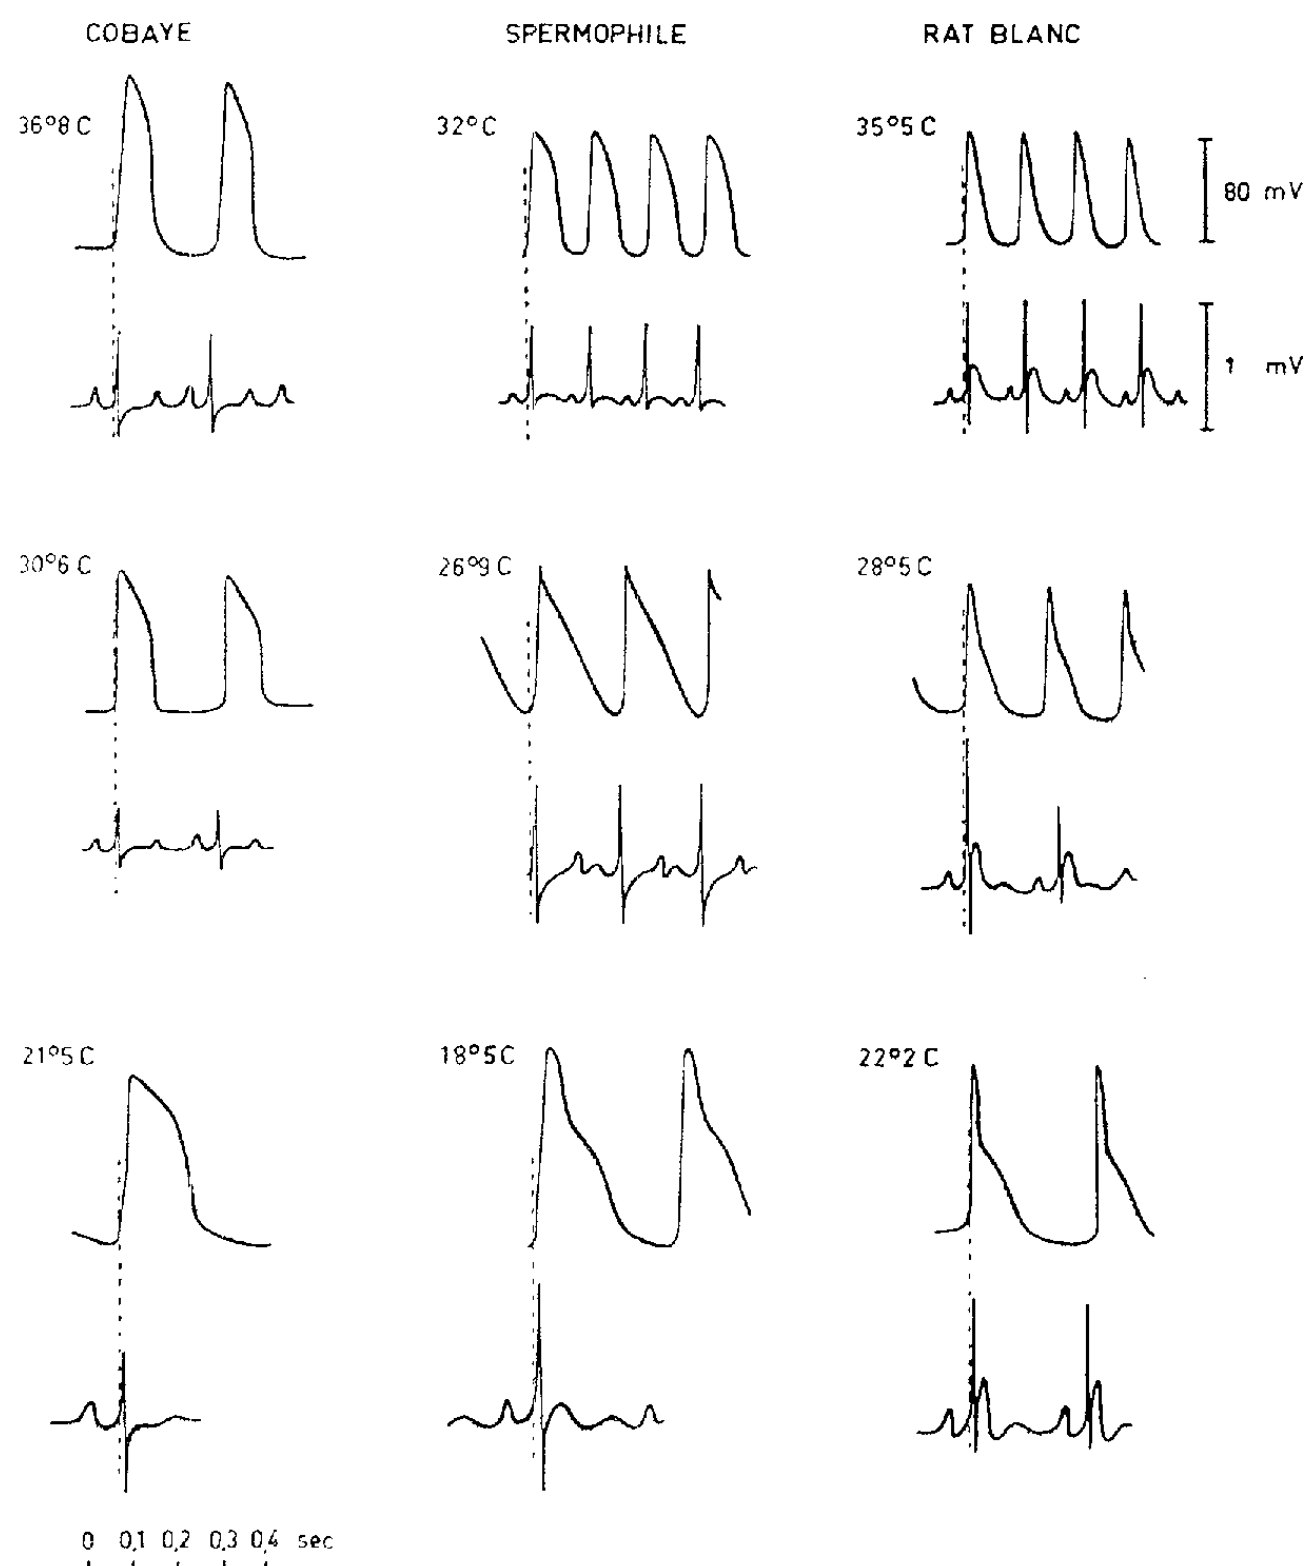 COBAYE SPERMOPHILE RAT BLANC
36°8 C 32°C 35°5 C
80 mV
1 mV
30°6 C 26°9 C 28°5 C
21°5 C 18°5 C 22°2 C
0 0,1 0,2 0,3 0,4 sec